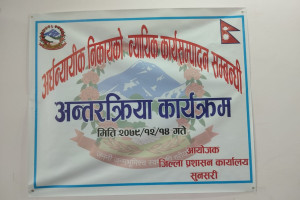 अर्धन्यायीक निकायको न्यायिक कार्यसम्पादन सम्बन्धी
अन्तरक्रिया कार्यक्रम
मिति २०७९/१२/१४ गते
आयोजक
जिल्ला प्रशासन कार्यालय
सुनसरी